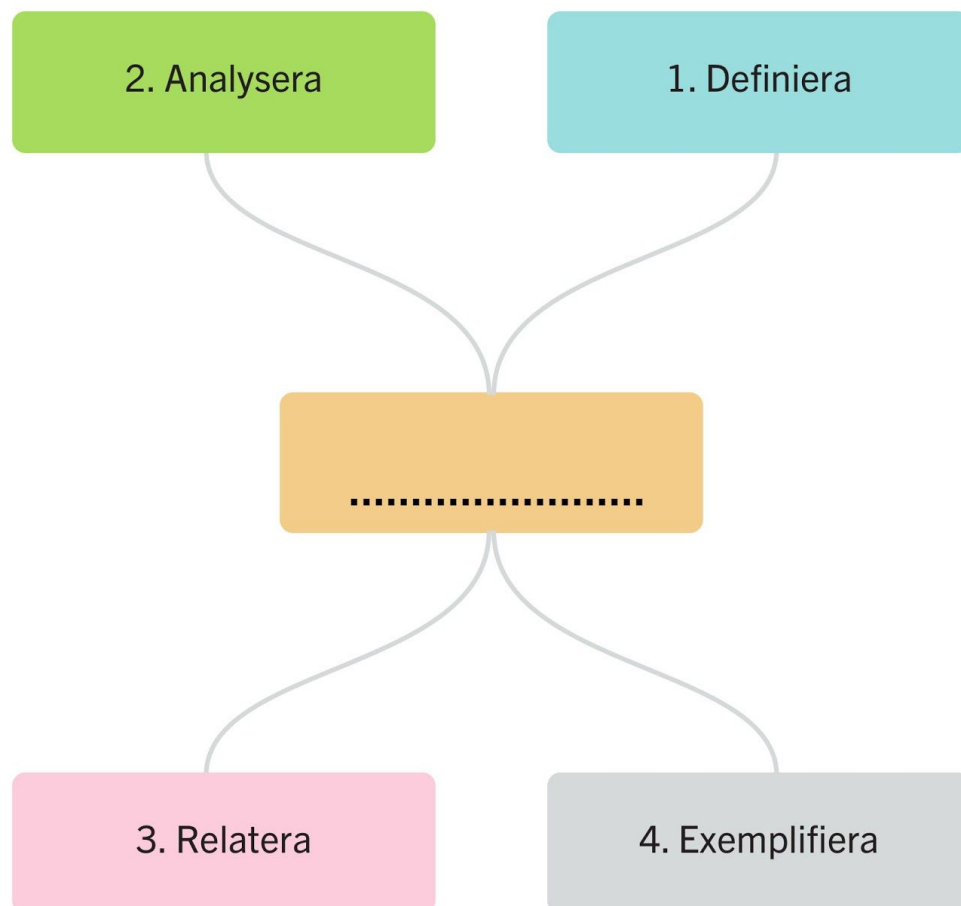 2. Analysera
1. Definiera
........................
3. Relatera
4. Exemplifiera